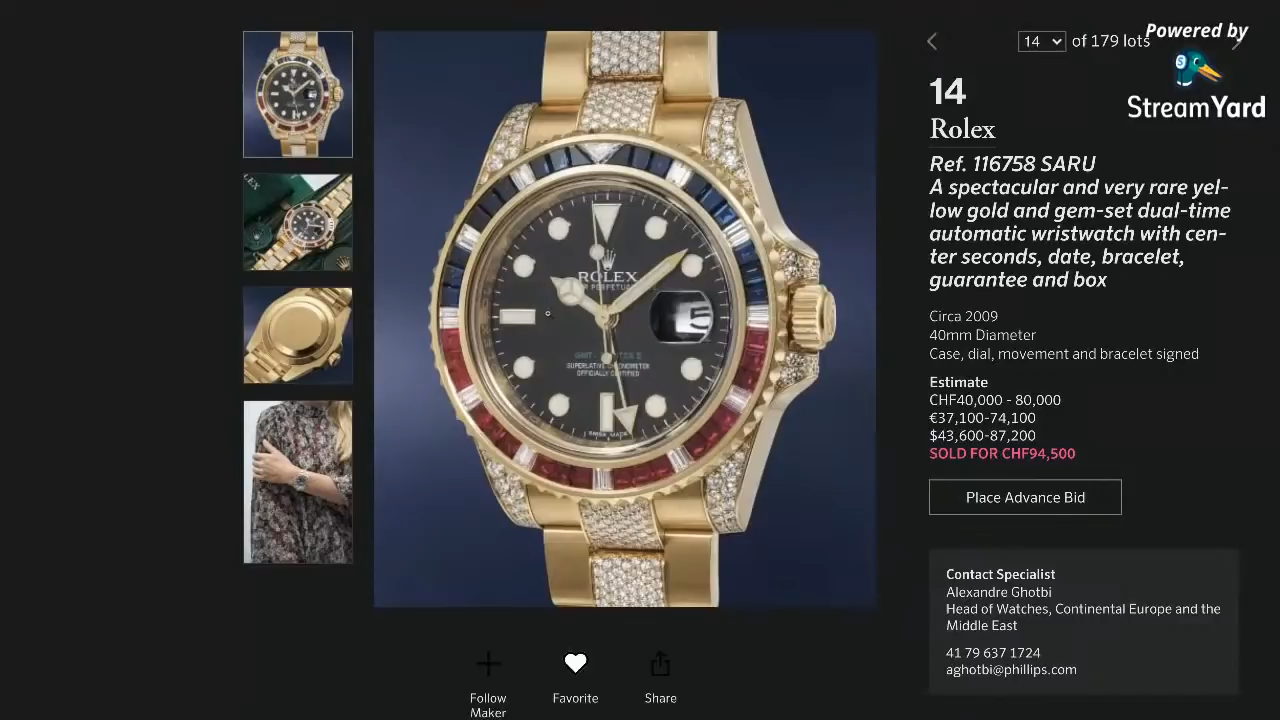 14 of 179 lots
Powered by
StreamYard
14
Rolex
Ref. 116758 SARU
A spectacular and very rare yel-
low gold and gem-set dual-time
automatic wristwatch with cen-
ter seconds, date, bracelet,
guarantee and box
Circa 2009
40mm Diameter
Case, dial, movement and bracelet signed
Estimate
CHF40,000 - 80,000
€37,100-74,100
$43,600-87,200
SOLD FOR CHF94,500
Place Advance Bid
Contact Specialist
Alexandre Ghotbi
Head of Watches, Continental Europe and the
Middle East
41 79 637 1724
aghotbi@phillips.com
ROLEX
PERPETU
5
SUPERLATIVE CHRONOMETER
OFFICIALLY CERTIFIED
SWISS MADE
Follow
Maker
Favorite
Share